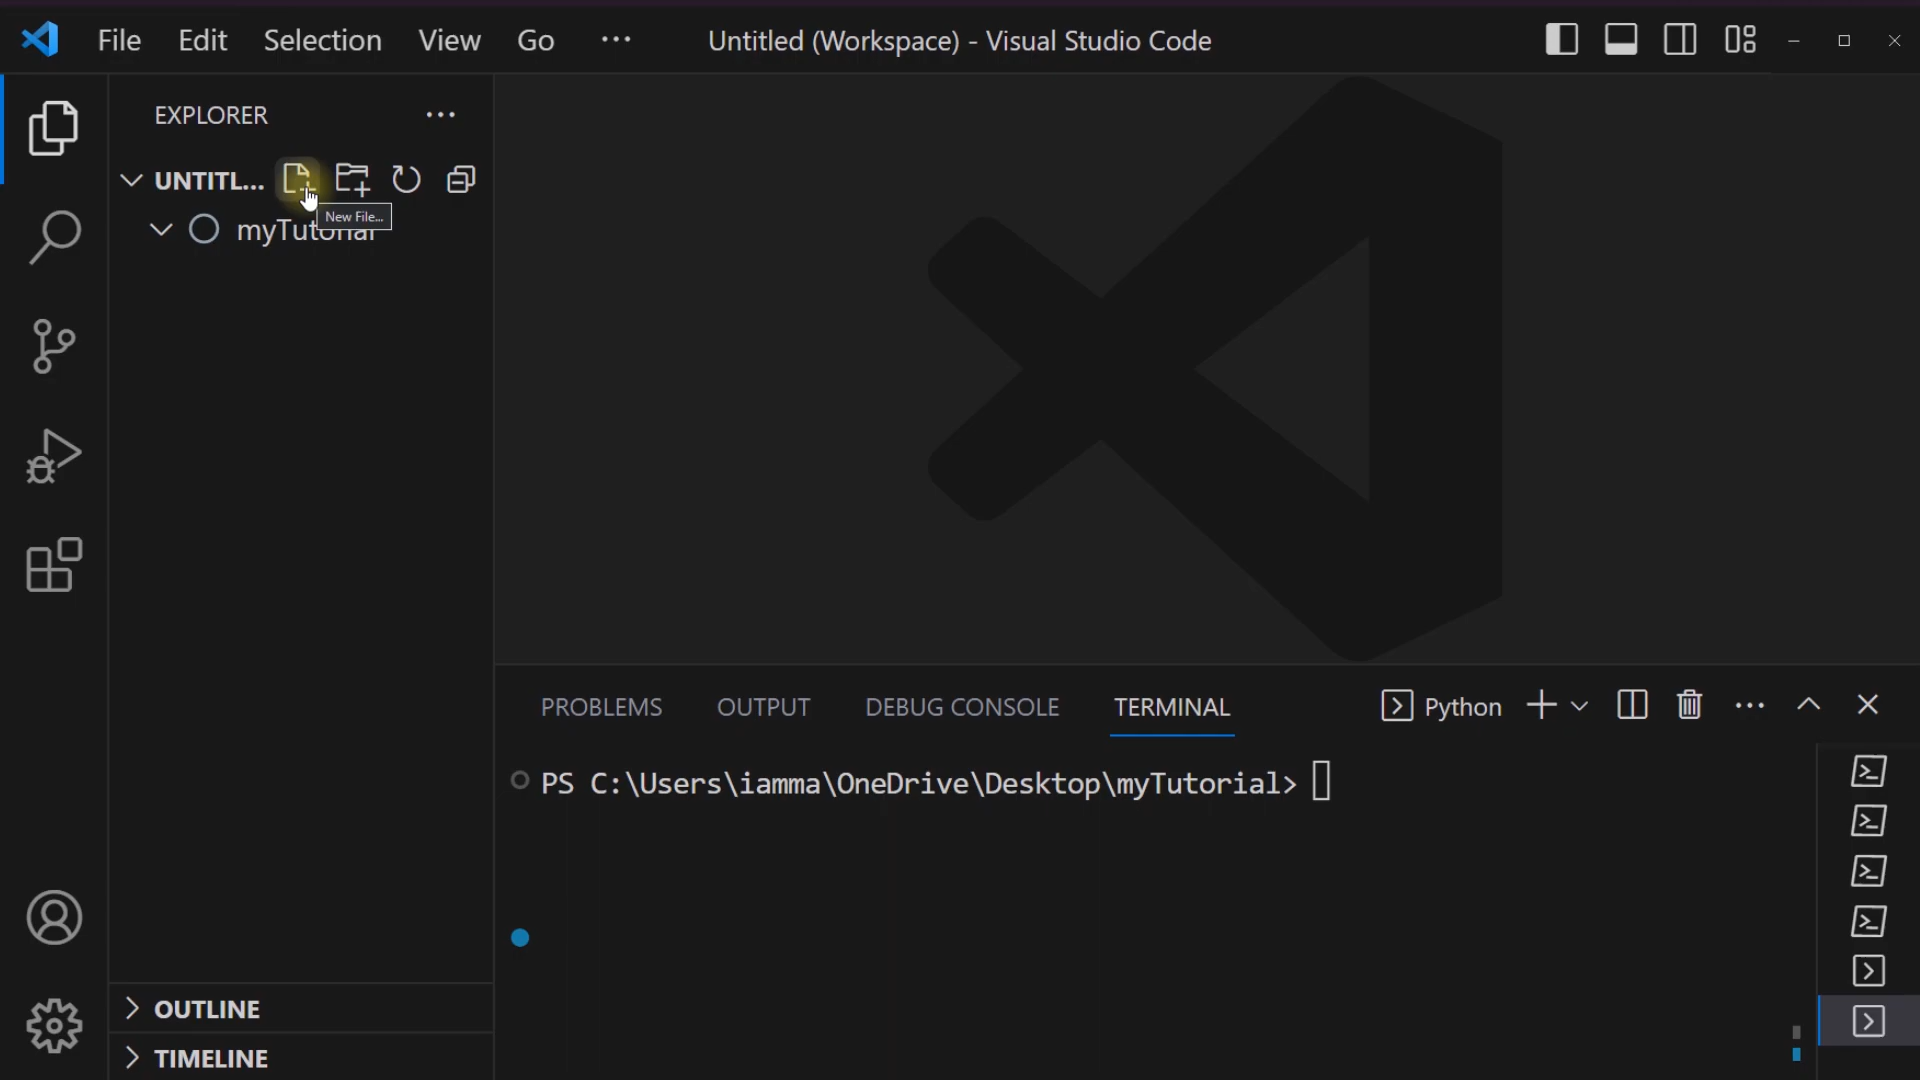 File Edit Selection View Go ··· Untitled (Workspace) - Visual Studio Code
EXPLORER ···
UNTITL...
New File...
myTutorial
PROBLEMS OUTPUT DEBUG CONSOLE TERMINAL Python ···
PS C:\Users\iamma\OneDrive\Desktop\myTutorial>
OUTLINE
TIMELINE